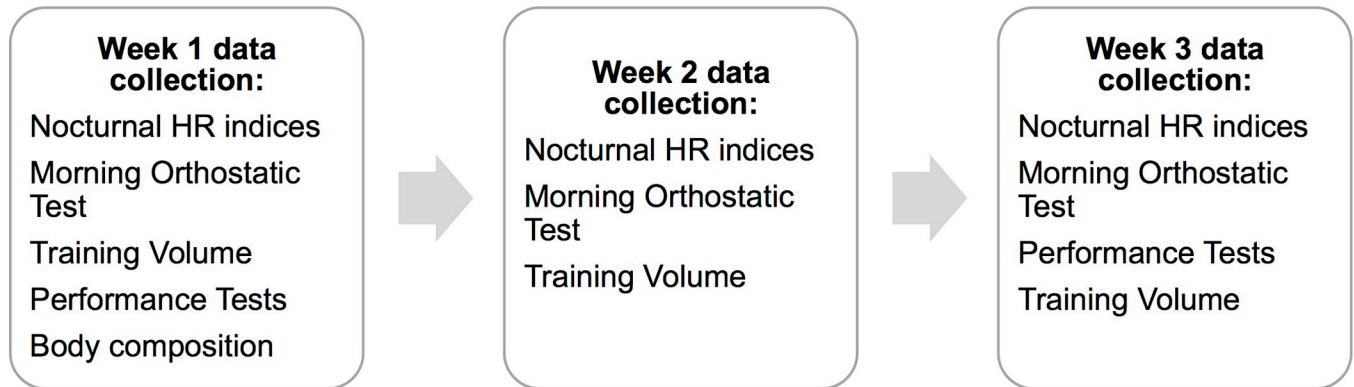 Week 1 data
collection:
Nocturnal HR indices
Morning Orthostatic
Test
Training Volume
Performance Tests
Body composition
Week 2 data
collection:
Nocturnal HR indices
Morning Orthostatic
Test
Training Volume
Week 3 data
collection:
Nocturnal HR indices
Morning Orthostatic
Test
Performance Tests
Training Volume